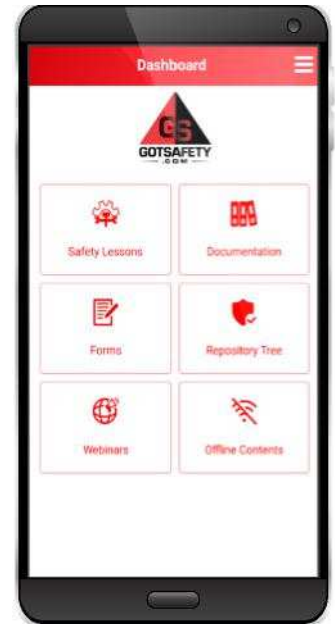 Dashboard
GS
GOTSAFETY
.COM
Safety Lessons
Documentation
Forms
Repository Tree
Webinars
Offline Contents